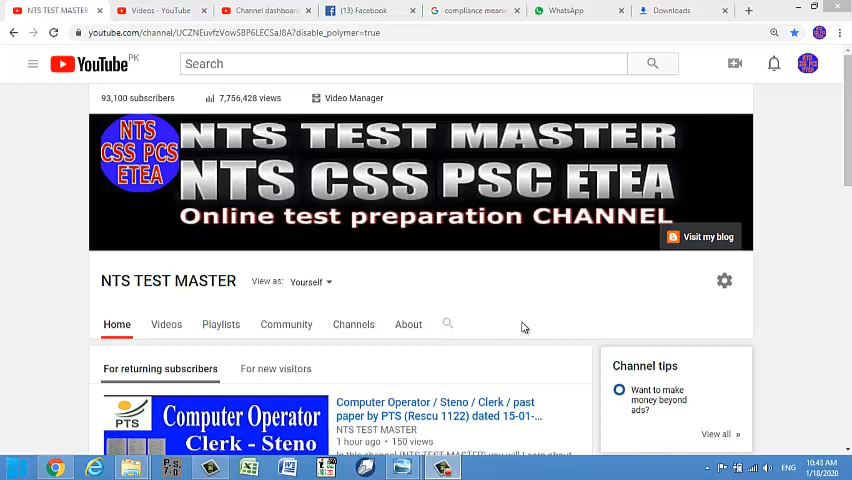 NTS TEST MASTER
Videos - YouTube
Channel dashboard
(13) Facebook
compliance meani
WhatsApp
Downloads
youtube.com/channel/UCZNEuvfzVowSBP6LECSaJ8A?disable_polymer=true
YouTube PK
Search
93,100 subscribers
7,756,428 views
Video Manager
NTS
CSS PCS
ETEA
NTS TEST MASTER
NTS CSS PSC ETEA
Online test preparation CHANNEL
Visit my blog
NTS TEST MASTER
View as:
Yourself
Home
Videos
Playlists
Community
Channels
About
For returning subscribers
For new visitors
Channel tips
Want to make
money beyond
ads?
View all »
PTS
Computer Operator
Clerk - Steno
Computer Operator / Steno / Clerk / past
paper by PTS (Rescu 1122) dated 15-01-...
NTS TEST MASTER
1 hour ago • 150 views
ENG
10:43 AM
1/18/2020